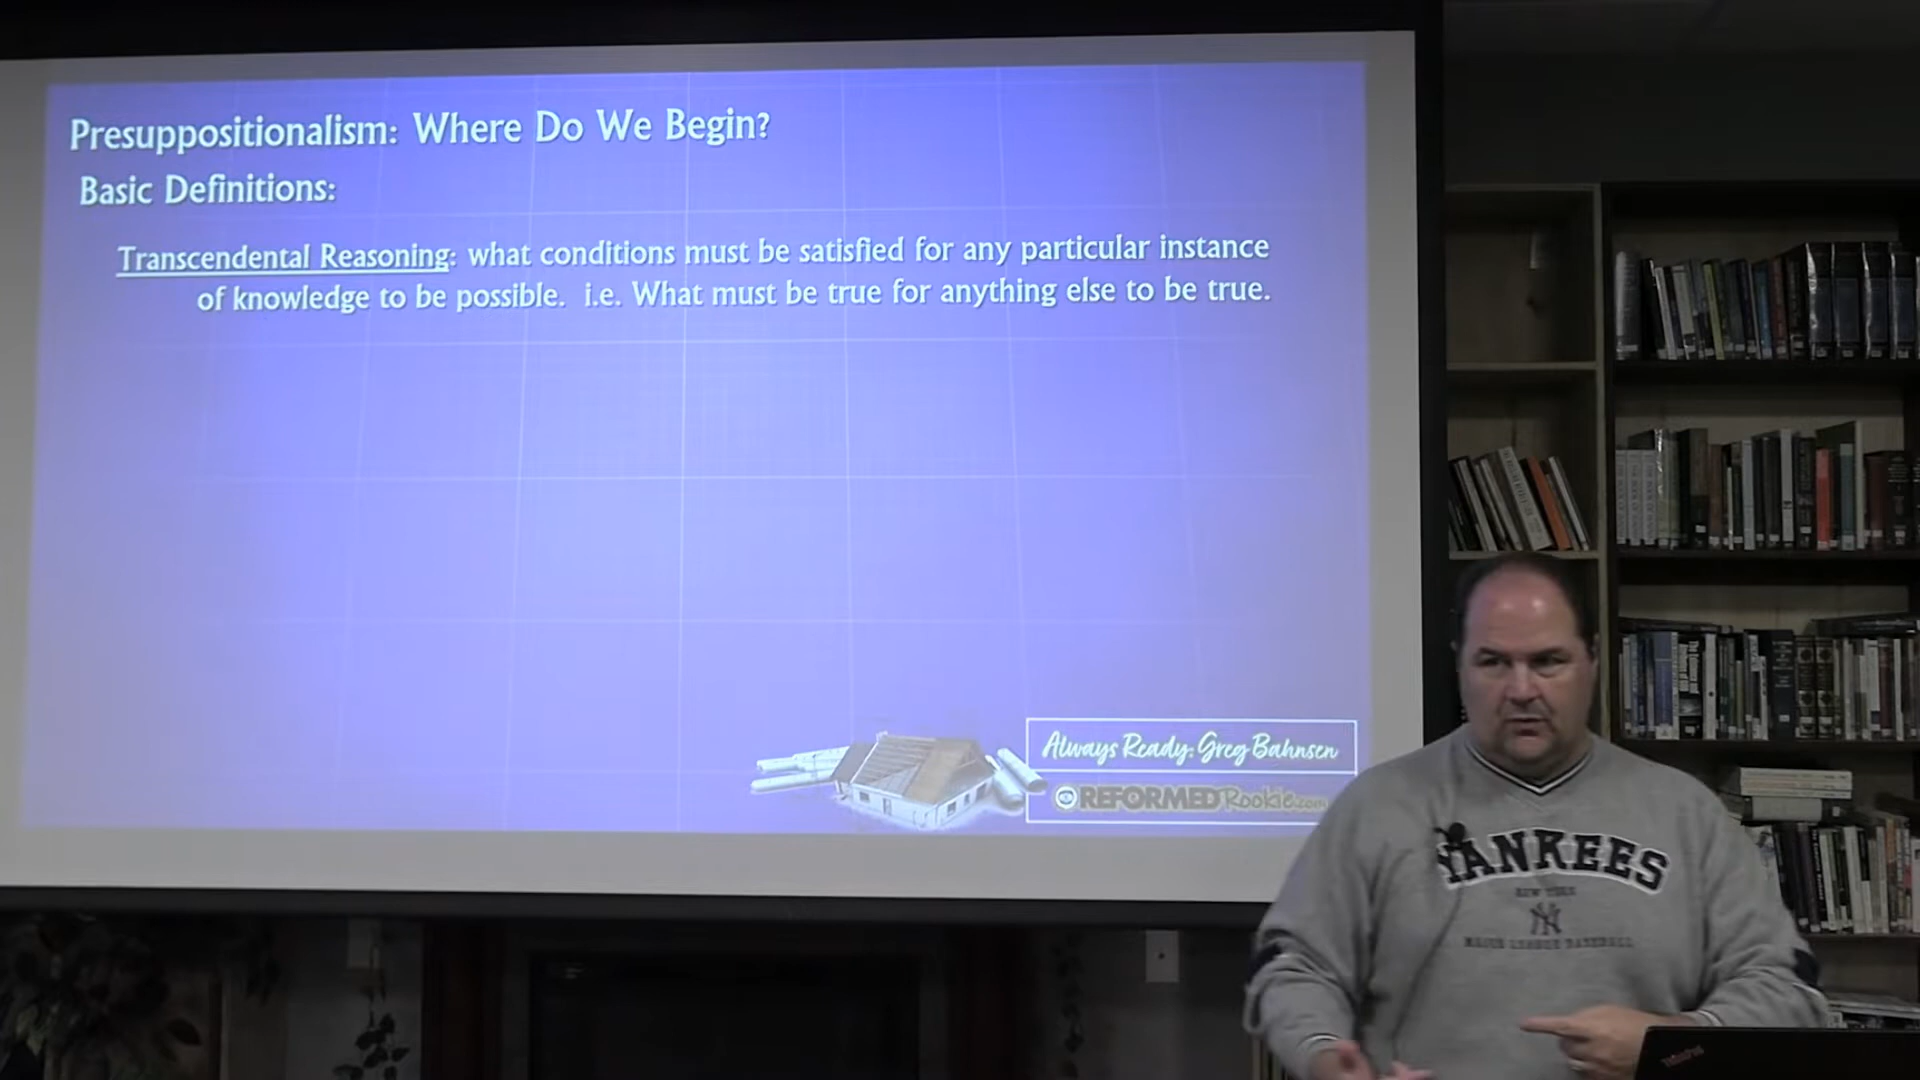 Presuppositionalism: Where Do We Begin?
Basic Definitions:
Transcendental Reasoning: what conditions must be satisfied for any particular instance
of knowledge to be possible. i.e. What must be true for anything else to be true.
Always Ready: Greg Bahnsen
REFORMEDRookie.com
YANKEES
NEW YORK
NY
MAJOR LEAGUE BASEBALL
ThinkPad